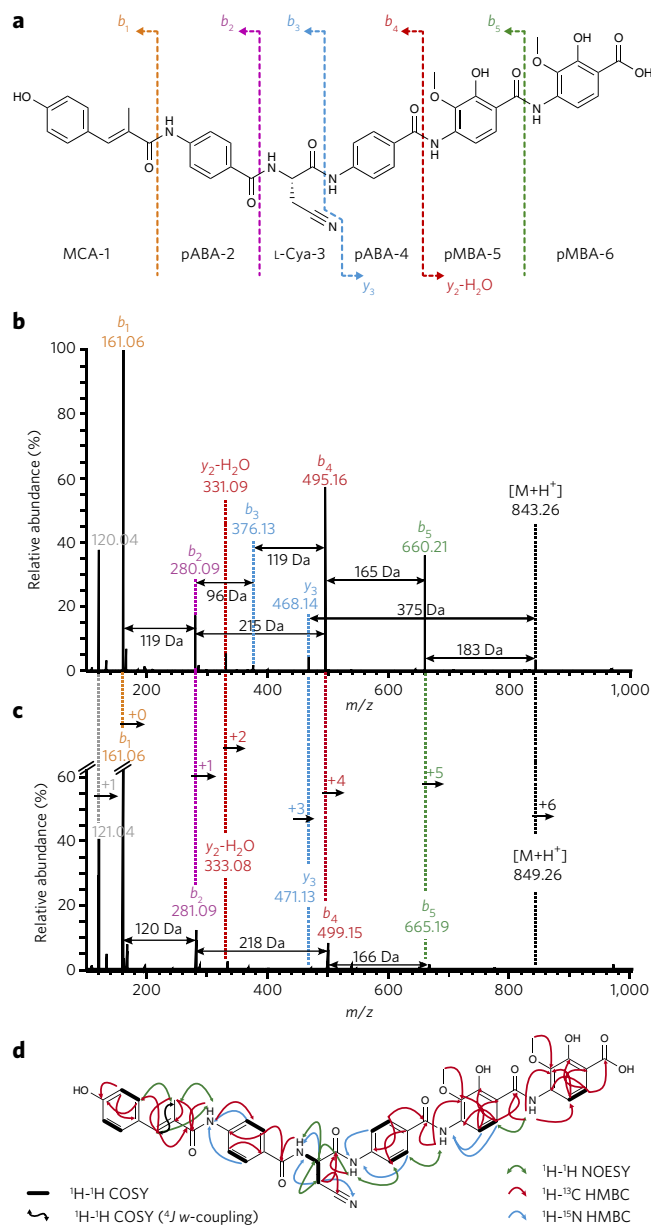 a
b1 b2 b3 b4 b5
OH O
O OH O OH
HO O N H O N H O N H O N H O N H
O O N
MCA-1 pABA-2 L-Cya-3 pABA-4 pMBA-5 pMBA-6
y3 y2-H2O
b
b1
161.06
100
80
60
40
20
0
Relative abundance (%)
120.04
b2
280.09
y2-H2O
331.09
b3
376.13
b4
495.16
y3
468.14
b5
660.21
[M+H+]
843.26
119 Da
96 Da
119 Da
215 Da
165 Da
375 Da
183 Da
200 400 600 800 1,000
m/z
c
+0
b1
161.06
+1
+1
+2
+3
+4
+5
+6
60
40
20
0
Relative abundance (%)
121.04
b2
281.09
y2-H2O
333.08
y3
471.13
b4
499.15
b5
665.19
[M+H+]
849.26
120 Da
218 Da
166 Da
200 400 600 800 1,000
m/z
d
1H-1H COSY
1H-1H COSY (4J w-coupling)
1H-1H NOESY
1H-13C HMBC
1H-15N HMBC